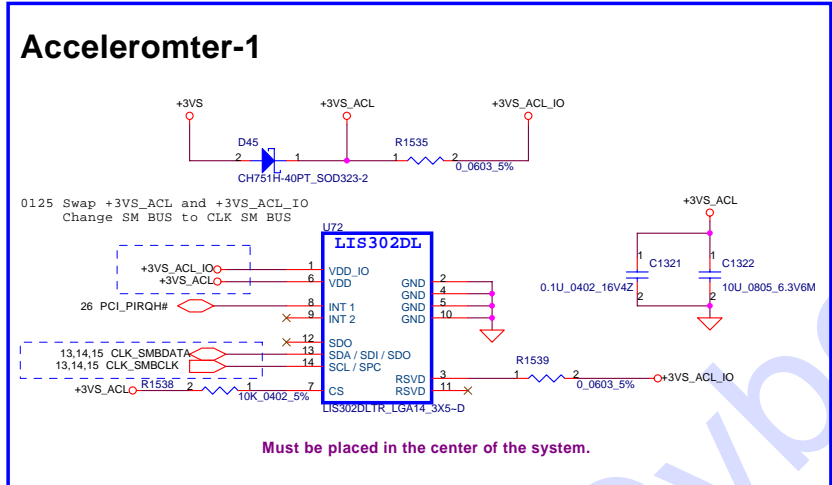 Acceleromter-1
+3VS
+3VS_ACL
+3VS_ACL_IO
D45
R1535
2
1
1
2
CH751H-40PT_SOD323-2
0_0603_5%
0125 Swap +3VS_ACL and +3VS_ACL_IO
Change SM BUS to CLK SM BUS
+3VS_ACL
U72
LIS302DL
+3VS_ACL_IO
1
VDD_IO
+3VS_ACL
6
VDD
GND
2
GND
4
26 PCI_PIRQH#
8
INT 1
GND
5
9
INT 2
GND
10
12
SDO
13,14,15 CLK_SMBDATA
13
SDA / SDI / SDO
13,14,15 CLK_SMBCLK
14
SCL / SPC
RSVD
3
+3VS_ACL
R1538
2
1
10K_0402_5%
7
CS
RSVD
11
LIS302DLTR_LGA14_3X5~D
1
C1321
2
0.1U_0402_16V4Z
1
C1322
2
10U_0805_6.3V6M
R1539
1
2
0_0603_5%
+3VS_ACL_IO
Must be placed in the center of the system.